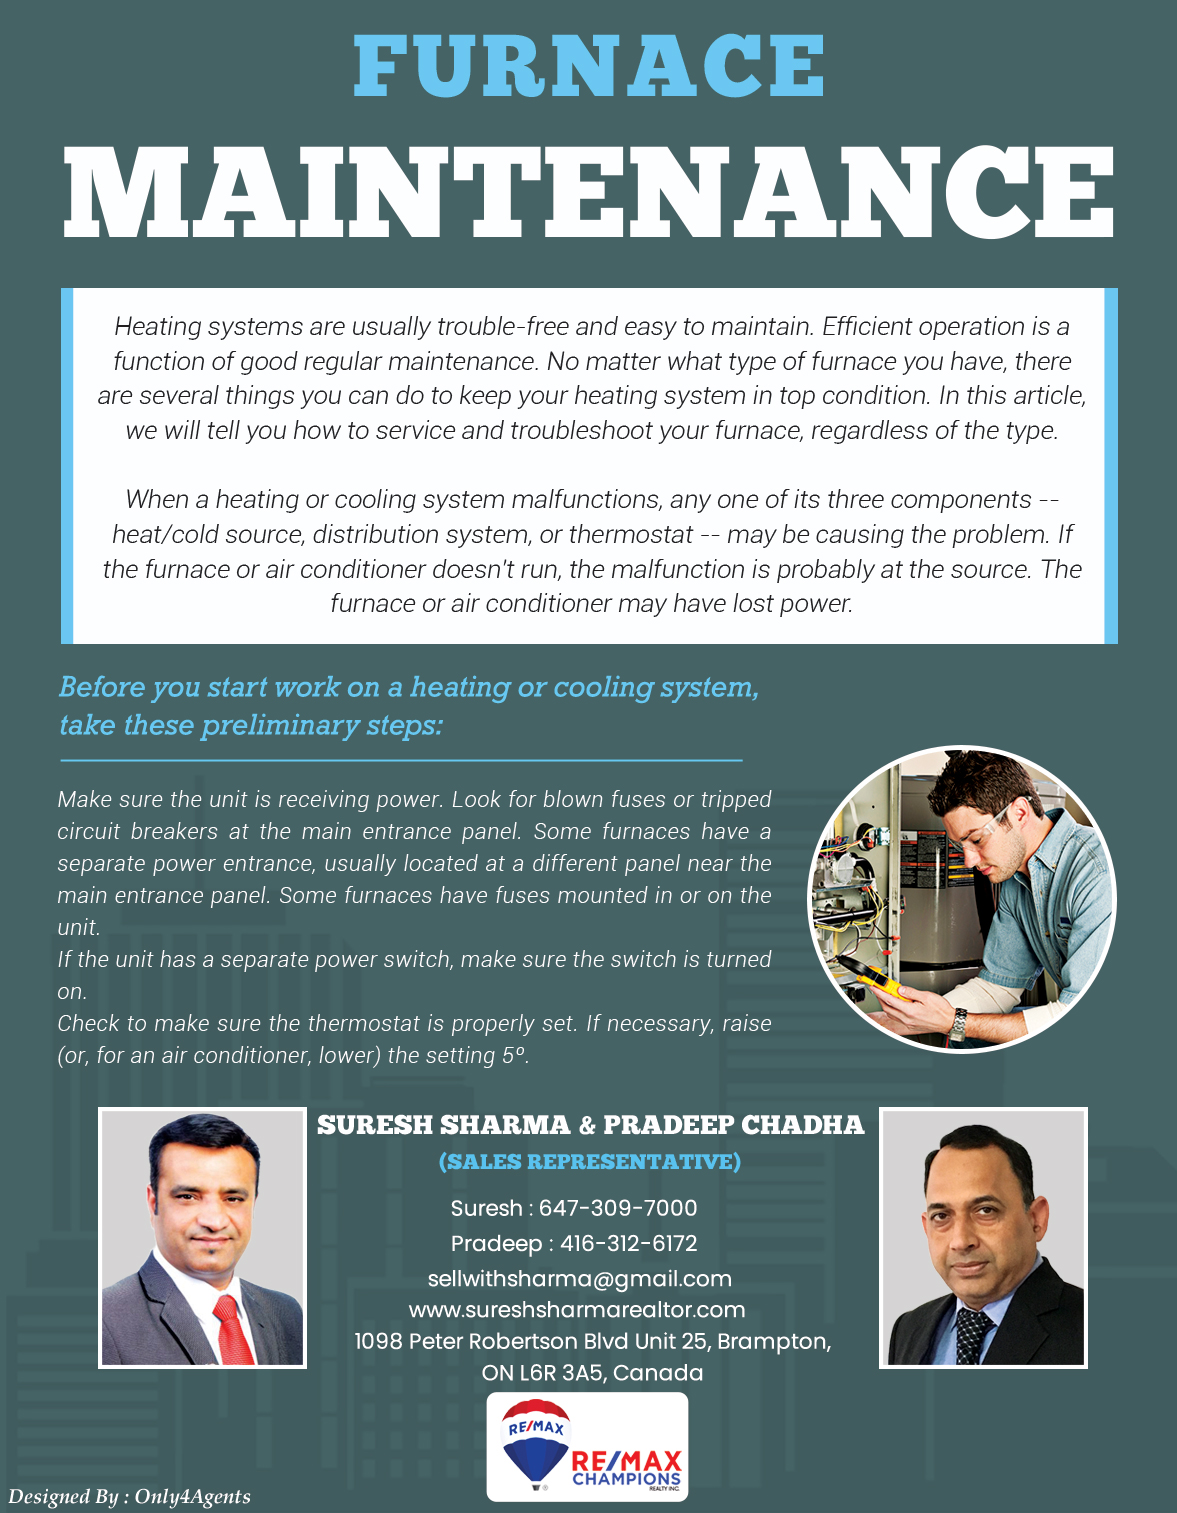 FURNACE
MAINTENANCE
Heating systems are usually trouble-free and easy to maintain. Efficient operation is a
function of good regular maintenance. No matter what type of furnace you have, there
are several things you can do to keep your heating system in top condition. In this article,
we will tell you how to service and troubleshoot your furnace, regardless of the type.
When a heating or cooling system malfunctions, any one of its three components --
heat/cold source, distribution system, or thermostat -- may be causing the problem. If
the furnace or air conditioner doesn't run, the malfunction is probably at the source. The
furnace or air conditioner may have lost power.
Before you start work on a heating or cooling system,
take these preliminary steps:
Make sure the unit is receiving power. Look for blown fuses or tripped
circuit breakers at the main entrance panel. Some furnaces have a
separate power entrance, usually located at a different panel near the
main entrance panel. Some furnaces have fuses mounted in or on the
unit.
If the unit has a separate power switch, make sure the switch is turned
on.
Check to make sure the thermostat is properly set. If necessary, raise
(or, for an air conditioner, lower) the setting 5º.
SURESH SHARMA & PRADEEP CHADHA
(SALES REPRESENTATIVE)
Suresh : 647-309-7000
Pradeep : 416-312-6172
sellwithsharma@gmail.com
www.sureshsharmarealtor.com
1098 Peter Robertson Blvd Unit 25, Brampton,
ON L6R 3A5, Canada
RE/MAX
RE/MAX
CHAMPIONS
REALTY INC.
Designed By : Only4Agents